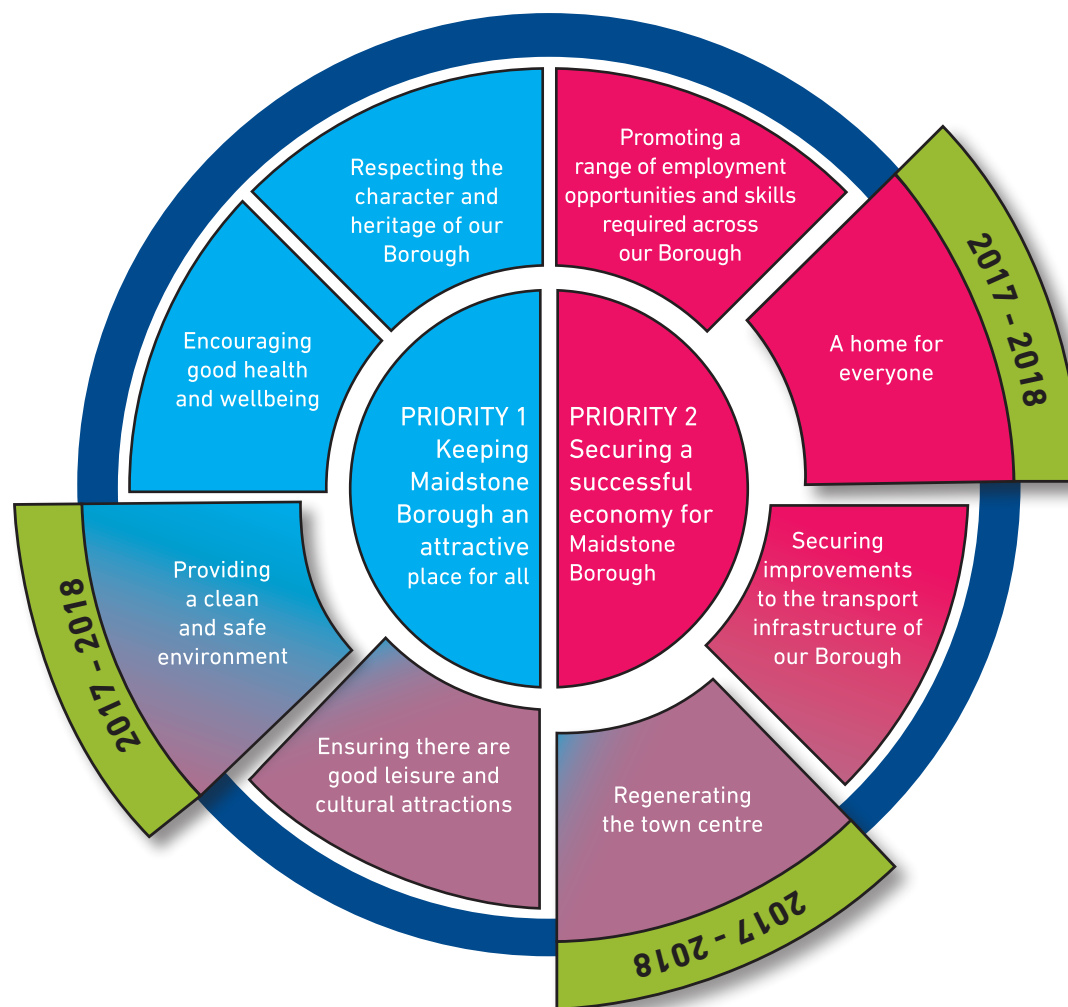 PRIORITY 1
Keeping
Maidstone
Borough an
attractive
place for all
PRIORITY 2
Securing a
successful
economy for
Maidstone
Borough
Respecting the
character and
heritage of our
Borough
Promoting a
range of employment
opportunities and skills
required across
our Borough
A home for
everyone
2017 - 2018
Securing
improvements
to the transport
infrastructure of
our Borough
Regenerating
the town centre
2017 - 2018
Ensuring there are
good leisure and
cultural attractions
Providing
a clean
and safe
environment
2017 - 2018
Encouraging
good health
and wellbeing